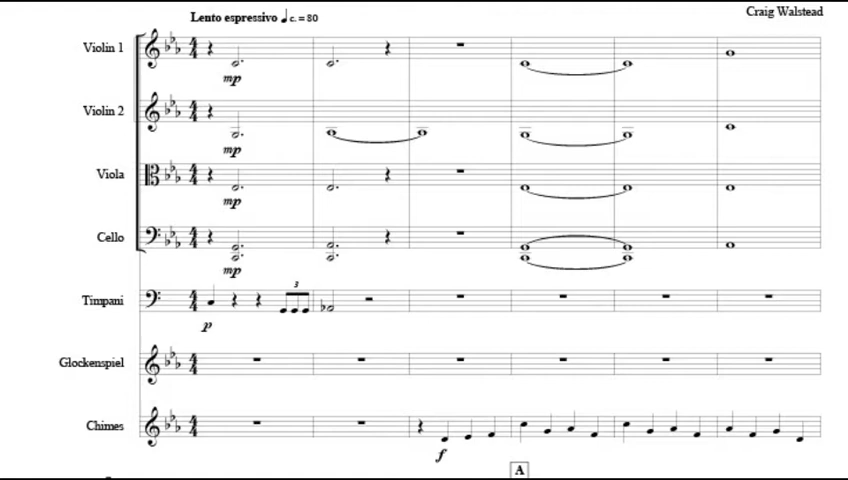 Craig Walstead
Lento espressivo ♩ c. = 80
Violin 1
mp
Violin 2
mp
Viola
mp
Cello
mp
3
Timpani
p
Glockenspiel
Chimes
f
A